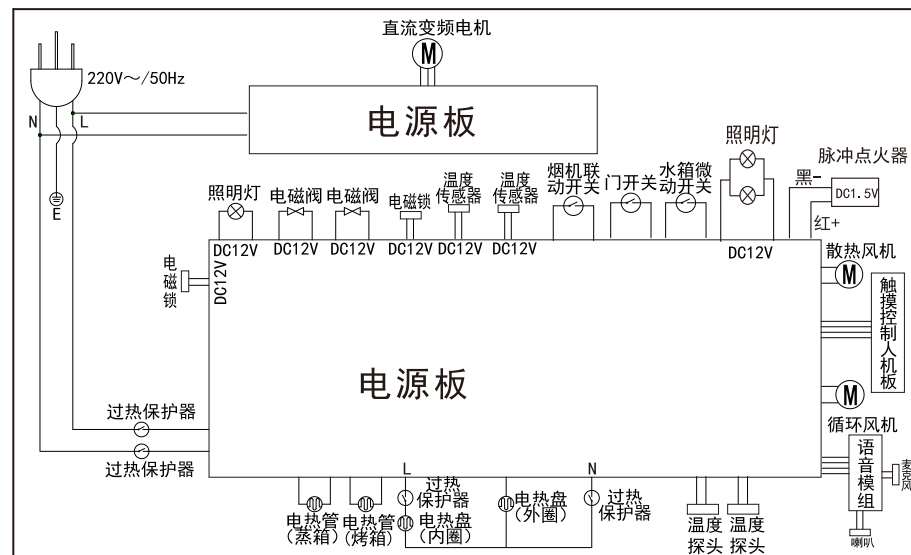 直流变频电机
M
220V～/50Hz
N
L
E
电源板
照明灯
电磁阀
电磁阀
电磁锁
温度
传感器
温度
传感器
烟机联
动开关
门开关
水箱微
动开关
照明灯
脉冲点火器
黑-
DC1.5V
红+
DC12V
DC12V
DC12V
DC12V
DC12V
DC12V
DC12V
电磁锁
DC12V
散热风机
M
触摸控制人机板
电源板
M
循环风机
过热保护器
过热保护器
语音模组
麦克风
喇叭
L
N
电热管
(蒸箱)
电热管
(烤箱)
过热
保护器
电热盘
(内圈)
电热盘
(外圈)
过热
保护器
温度
探头
温度
探头